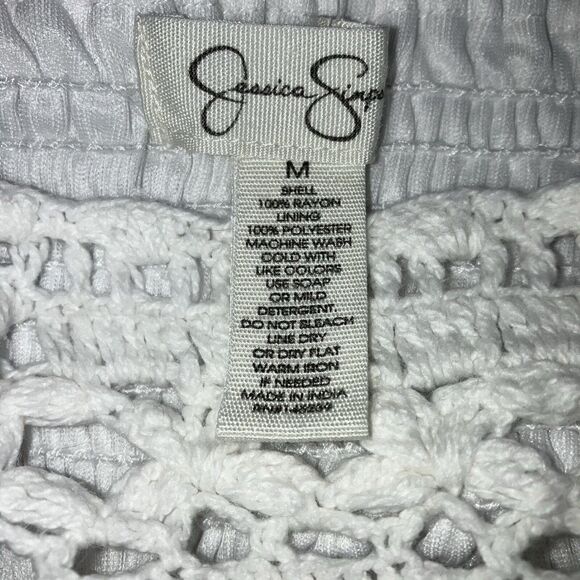 Jessica Simps
M
SHELL
100% RAYON
LINING
100% POLYESTER
MACHINE WASH
COLD WITH
LIKE COLORS
USE SOAP
OR MILD
DETERGENT.
DO NOT BLEACH
LINE DRY
OR DRY FLAT
WARM IRON
IF NEEDED
MADE IN INDIA